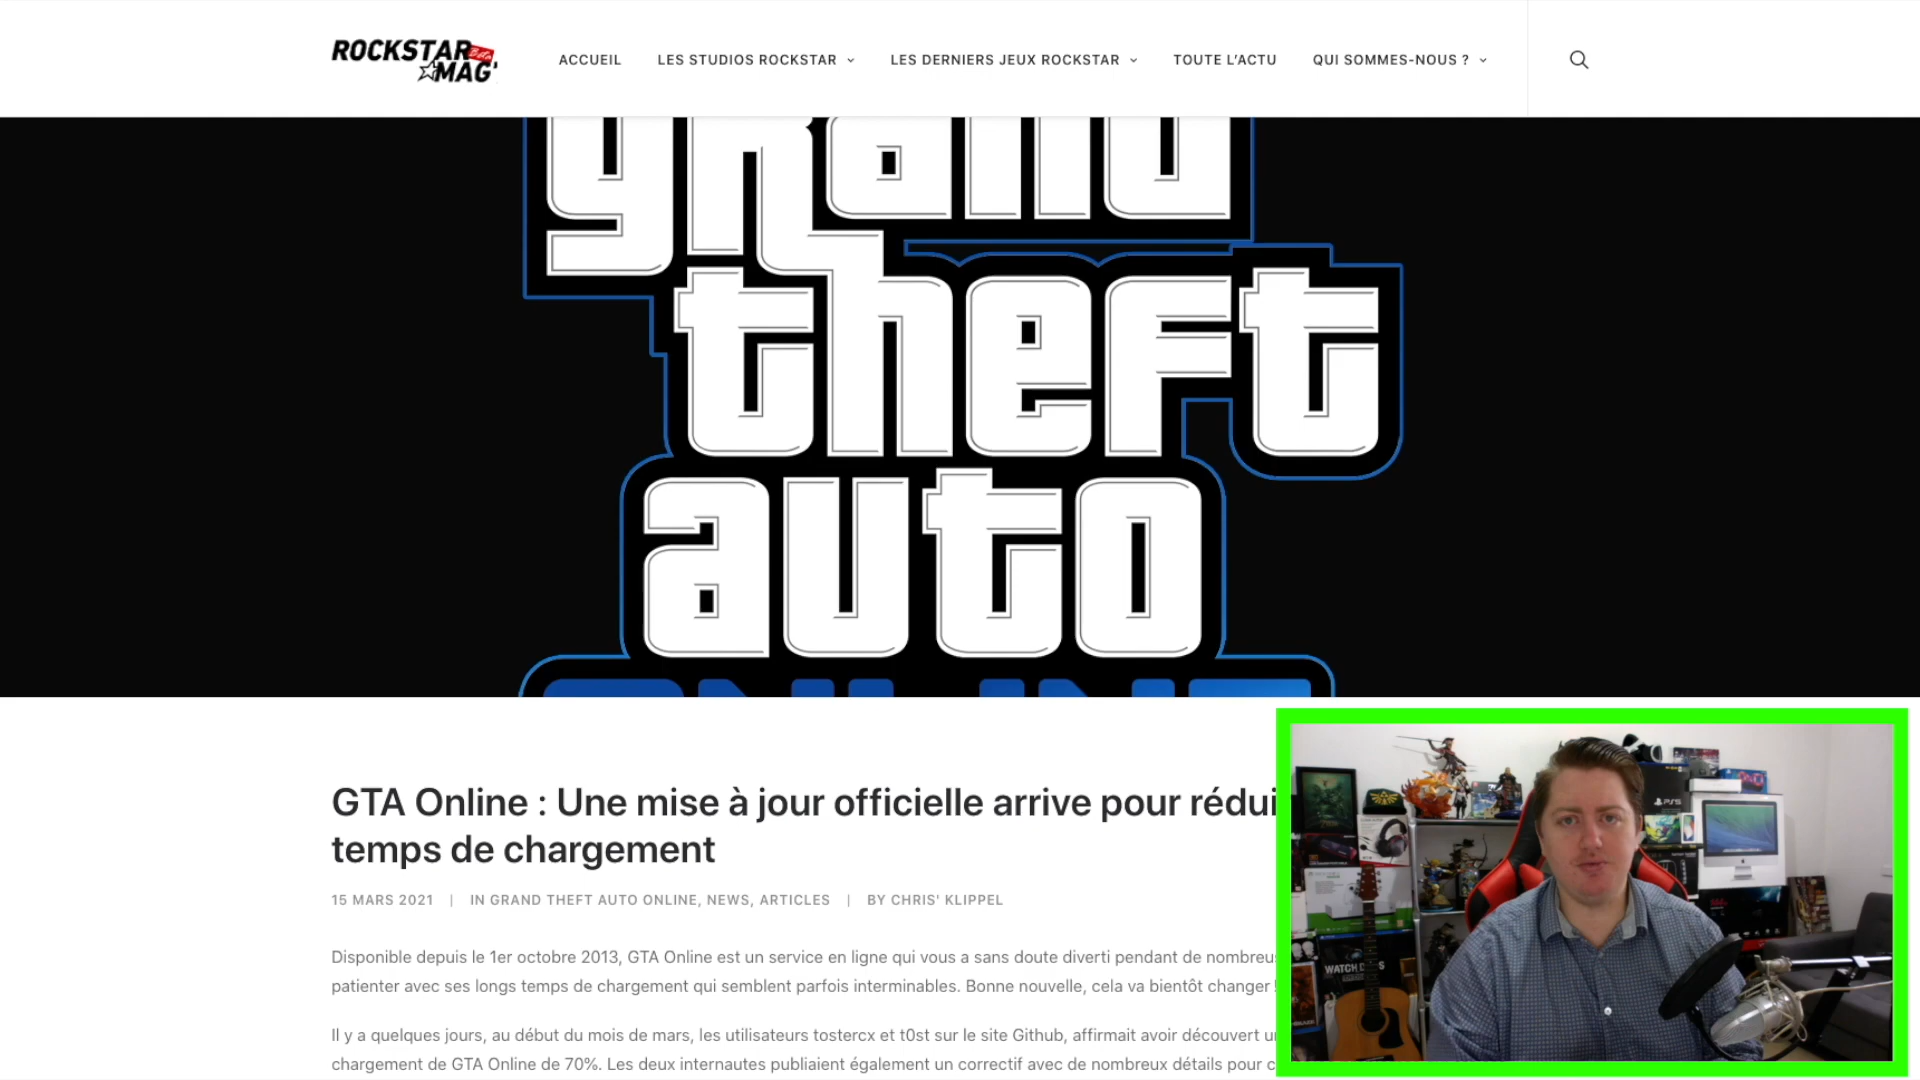 ROCKSTAR Beta
MAG'
ACCUEIL LES STUDIOS ROCKSTAR LES DERNIERS JEUX ROCKSTAR TOUTE L'ACTU QUI SOMMES-NOUS ?
grand
theft
auto
ONLINE
GTA Online : Une mise à jour officielle arrive pour rédui
temps de chargement
15 MARS 2021 | IN GRAND THEFT AUTO ONLINE, NEWS, ARTICLES | BY CHRIS' KLIPPEL
Disponible depuis le 1er octobre 2013, GTA Online est un service en ligne qui vous a sans doute diverti pendant de nombreu
patienter avec ses longs temps de chargement qui semblent parfois interminables. Bonne nouvelle, cela va bientôt changer !
Il y a quelques jours, au début du mois de mars, les utilisateurs tostercx et t0st sur le site Github, affirmait avoir découvert u
chargement de GTA Online de 70%. Les deux internautes publiaient également un correctif avec de nombreux détails pour c
PS5
WATCH DOGS